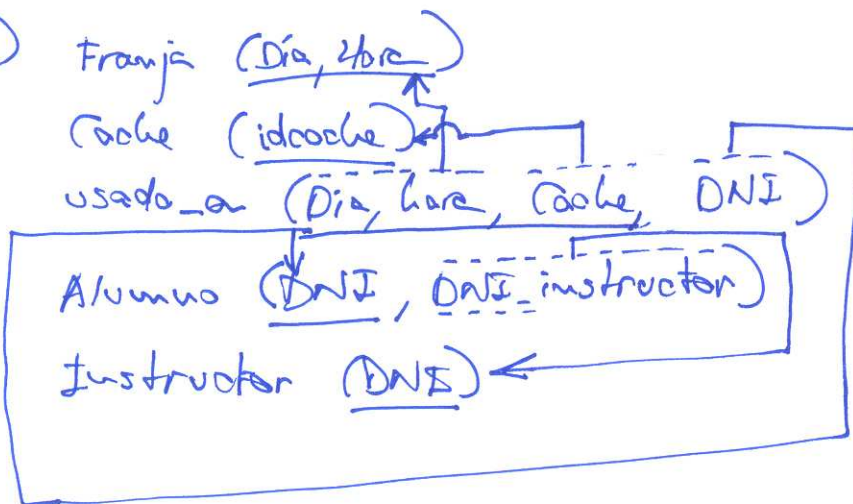 )
Franja (Día, Hora)
Coche (idcoche)
usado_en (Día, hora, Coche, DNI)
Alumno (DNI, DNI_instructor)
Instructor (DNI)